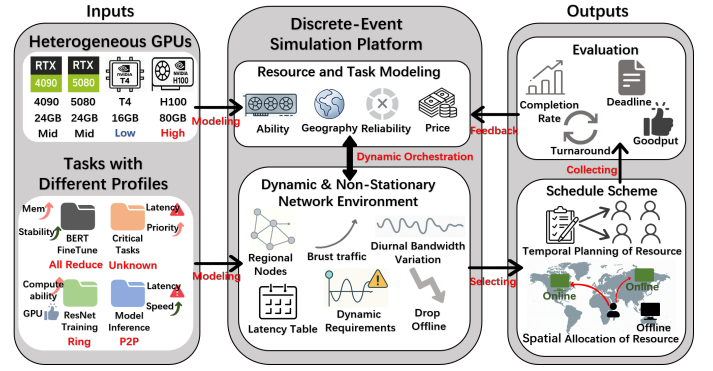 Inputs
Heterogeneous GPUs
RTX
4090
RTX
5080
NVIDIA
T4
NVIDIA
H100
4090
5080
T4
H100
24GB
24GB
16GB
80GB
Mid
Mid
Low
High
Tasks with
Different Profiles
Mem
Stability
BERT
FineTune
All Reduce
Latency
Priority
Critical
Tasks
Unknown
Compute
ability
GPU
ResNet
Training
Ring
Latency
Speed
Model
Inference
P2P
Modeling
Modeling
Discrete-Event
Simulation Platform
Resource and Task Modeling
Ability
Geography
Reliability
Price
Dynamic Orchestration
Dynamic & Non-Stationary
Network Environment
Regional
Nodes
Brust traffic
Diurnal Bandwidth
Variation
Latency Table
Dynamic
Requirements
Drop
Offline
Feedback
Selecting
Outputs
Evaluation
Completion
Rate
Deadline
Turnaround
Goodput
Collecting
Schedule Scheme
Temporal Planning of Resource
Online
Online
Offline
Spatial Allocation of Resource